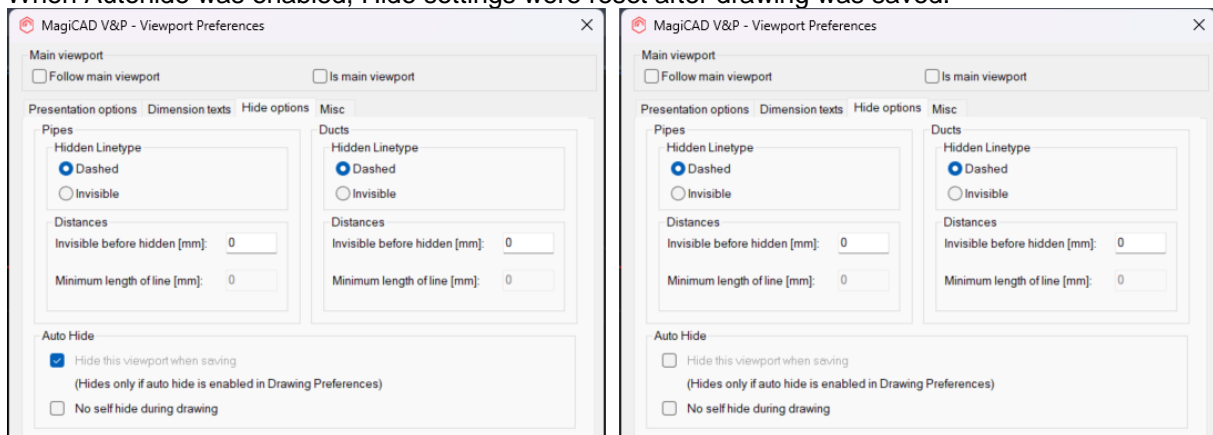 When Autohide was enabled, Hide settings were reset after drawing was saved.
MagiCAD V&P - Viewport Preferences
Main viewport
Follow main viewport Is main viewport
Presentation options Dimension texts Hide options Misc
Pipes Ducts
Hidden Linetype Hidden Linetype
Dashed Dashed
Invisible Invisible
Distances Distances
Invisible before hidden [mm]: 0 Invisible before hidden [mm]: 0
Minimum length of line [mm]: 0 Minimum length of line [mm]: 0
Auto Hide
Hide this viewport when saving
(Hides only if auto hide is enabled in Drawing Preferences)
No self hide during drawing
MagiCAD V&P - Viewport Preferences
Main viewport
Follow main viewport Is main viewport
Presentation options Dimension texts Hide options Misc
Pipes Ducts
Hidden Linetype Hidden Linetype
Dashed Dashed
Invisible Invisible
Distances Distances
Invisible before hidden [mm]: 0 Invisible before hidden [mm]: 0
Minimum length of line [mm]: 0 Minimum length of line [mm]: 0
Auto Hide
Hide this viewport when saving
(Hides only if auto hide is enabled in Drawing Preferences)
No self hide during drawing